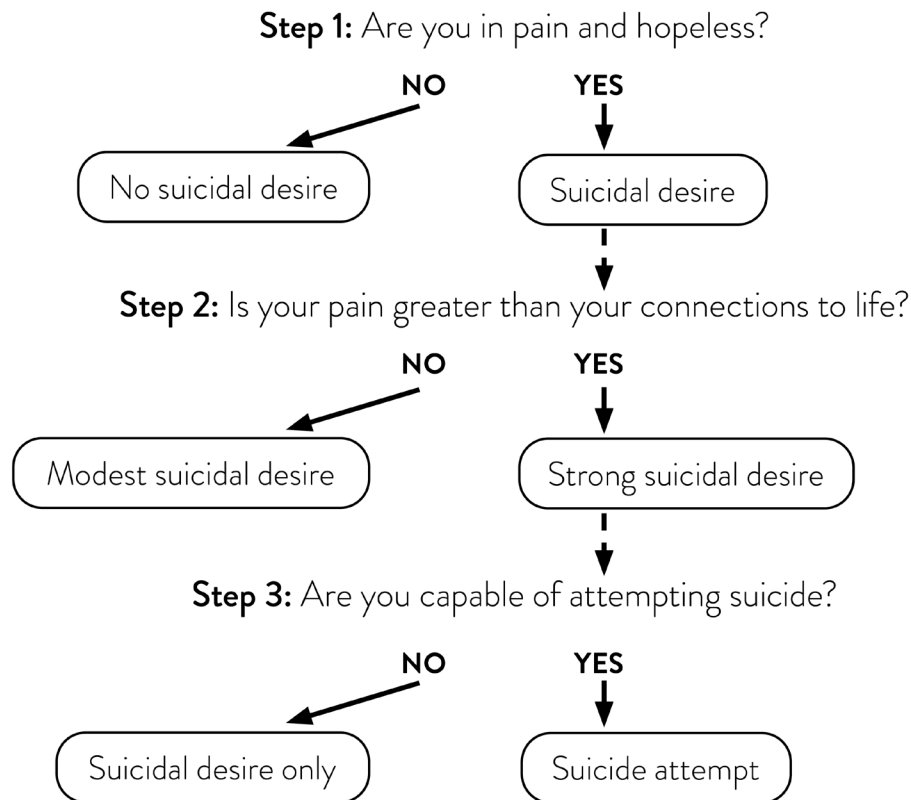 Step 1: Are you in pain and hopeless?
NO YES
No suicidal desire Suicidal desire
Step 2: Is your pain greater than your connections to life?
NO YES
Modest suicidal desire Strong suicidal desire
Step 3: Are you capable of attempting suicide?
NO YES
Suicidal desire only Suicide attempt